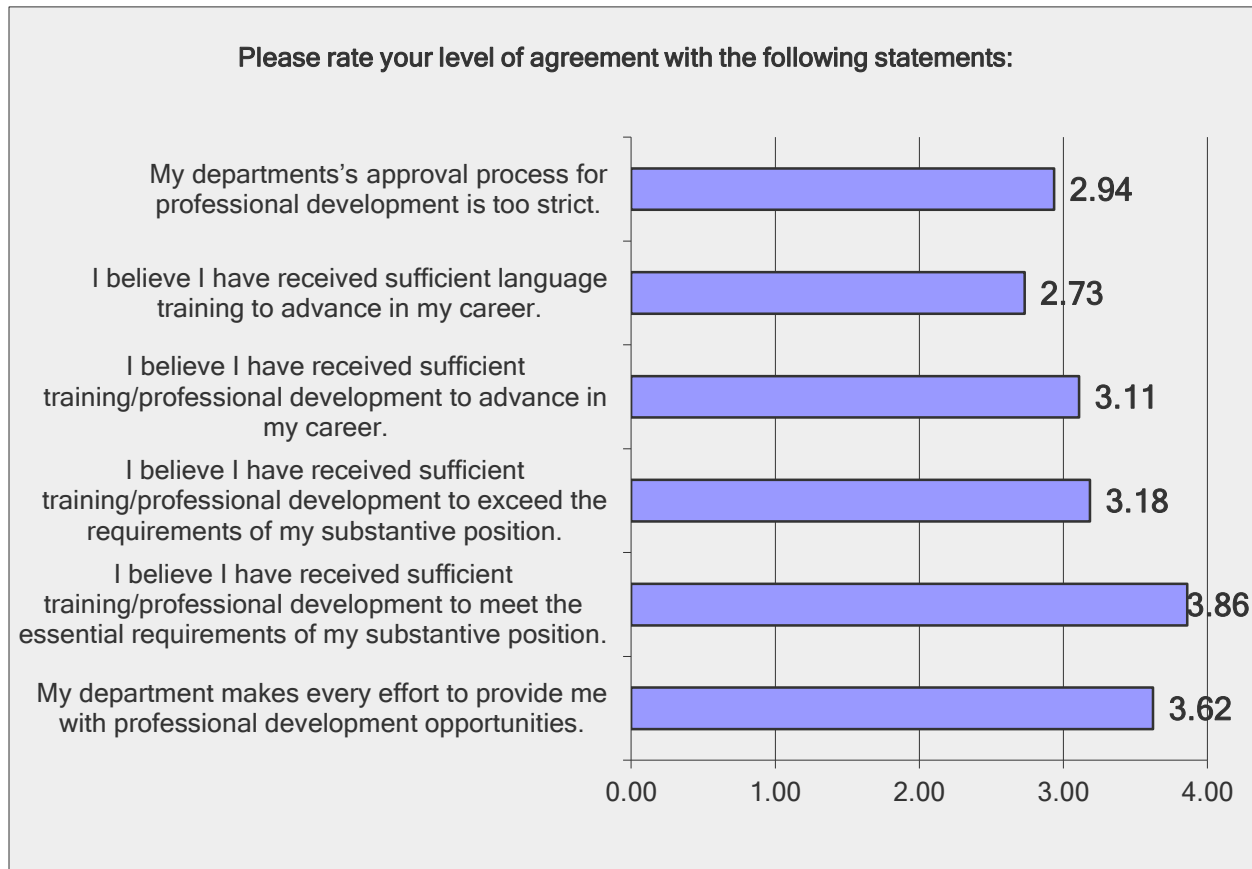 Please rate your level of agreement with the following statements:
My departments's approval process for
professional development is too strict.
2.94
I believe I have received sufficient language
training to advance in my career.
2.73
I believe I have received sufficient
training/professional development to advance in
my career.
3.11
I believe I have received sufficient
training/professional development to exceed the
requirements of my substantive position.
3.18
I believe I have received sufficient
training/professional development to meet the
essential requirements of my substantive position.
3.86
My department makes every effort to provide me
with professional development opportunities.
3.62
0.00 1.00 2.00 3.00 4.00